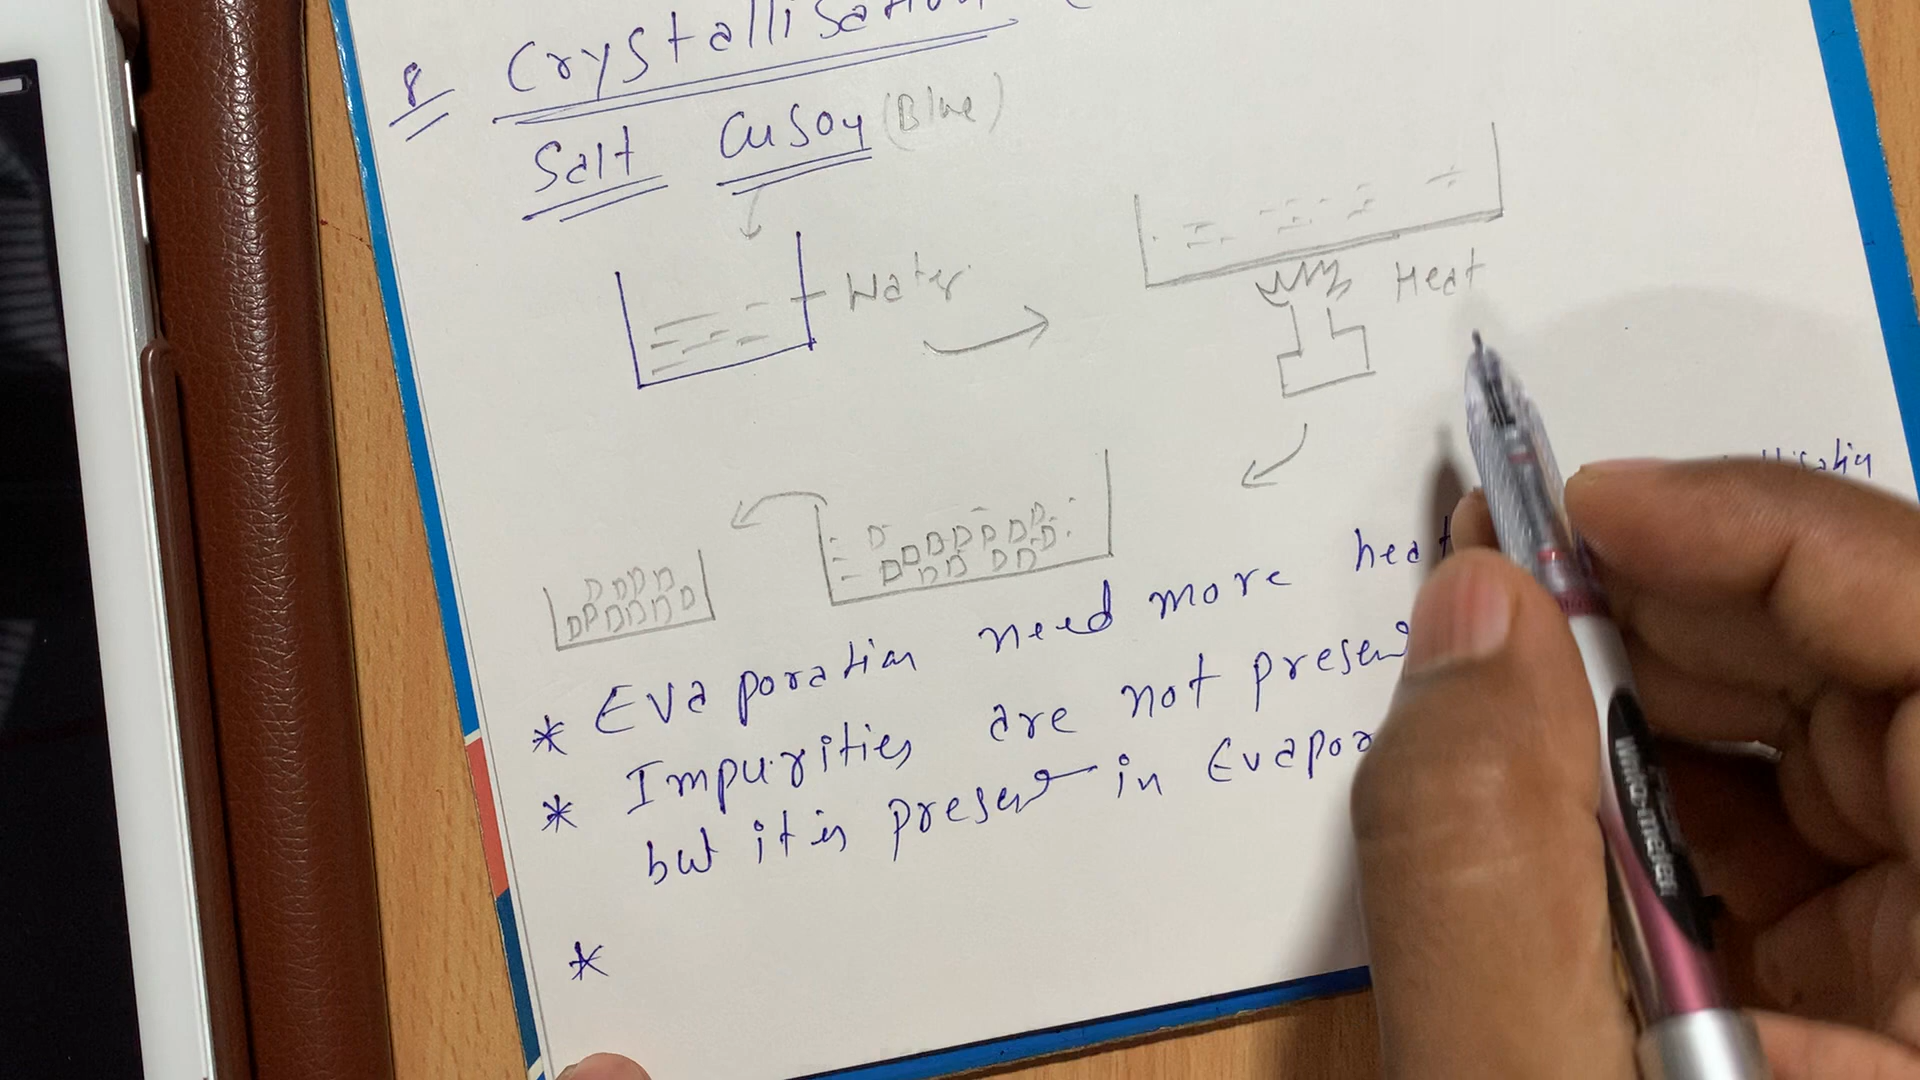 8 Crystallisation
Salt CuSO4 (Blue)
Water
Heat
* Evaporation need more heat
* Impurities are not present
but it is present in Evapor
*